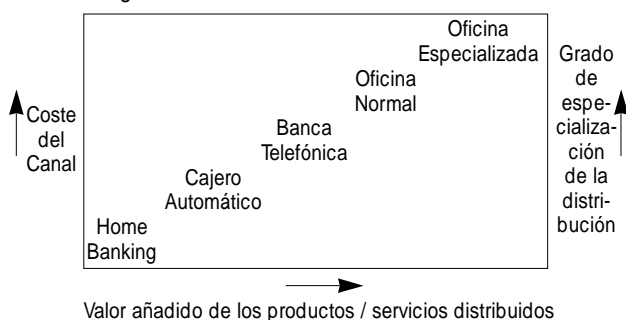 Oficina
Especializada
Oficina
Normal
Banca
Telefónica
Cajero
Automático
Home
Banking
Coste
del
Canal
Grado
de
espe-
cializa-
ción
de la
distri-
bución
Valor añadido de los productos / servicios distribuidos